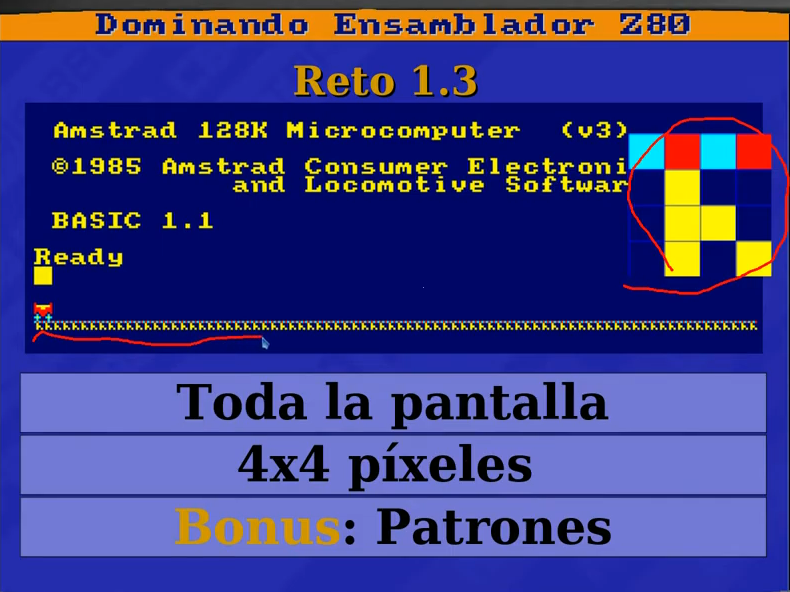 Dominando Ensamblador Z80
Reto 1.3
Amstrad 128K Microcomputer (v3)
©1985 Amstrad Consumer Electroni
and Locomotive Softwar
BASIC 1.1
Ready
Toda la pantalla
4x4 píxeles
Bonus: Patrones